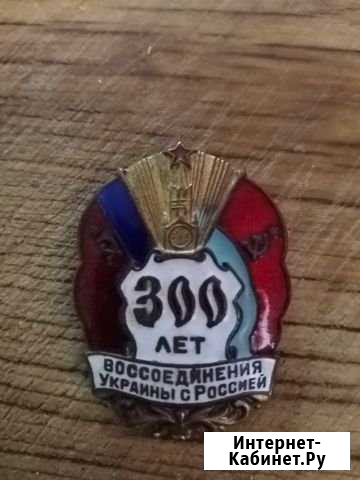 300
ЛЕТ
ВОССОЕДИНЕНИЯ
УКРАИНЫ С РОССИЕЙ
Интернет-
Кабинет.Ру